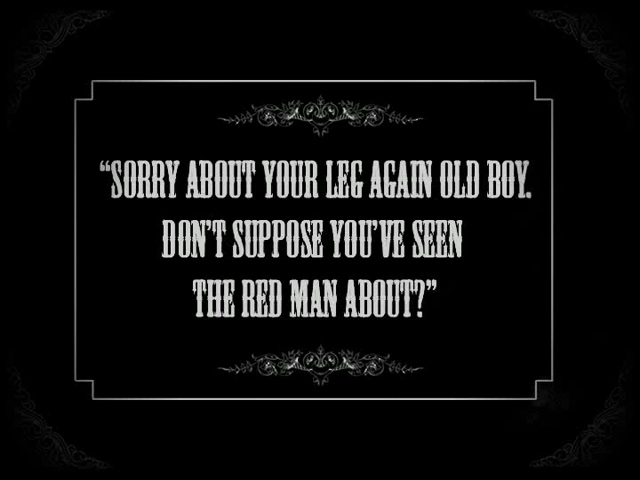 “SORRY ABOUT YOUR LEG AGAIN OLD BOY.
DON'T SUPPOSE YOU'VE SEEN
THE RED MAN ABOUT?”